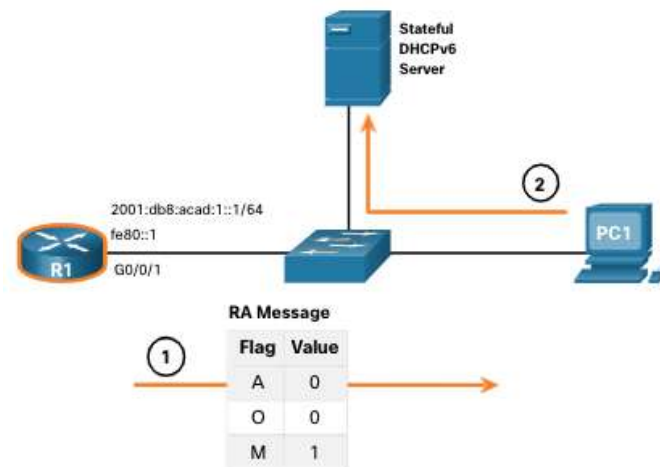 Stateful
DHCPv6
Server
2
2001:db8:acad:1::1/64
fe80::1
PC1
R1
G0/0/1
RA Message
1
Flag Value
A 0
O 0
M 1